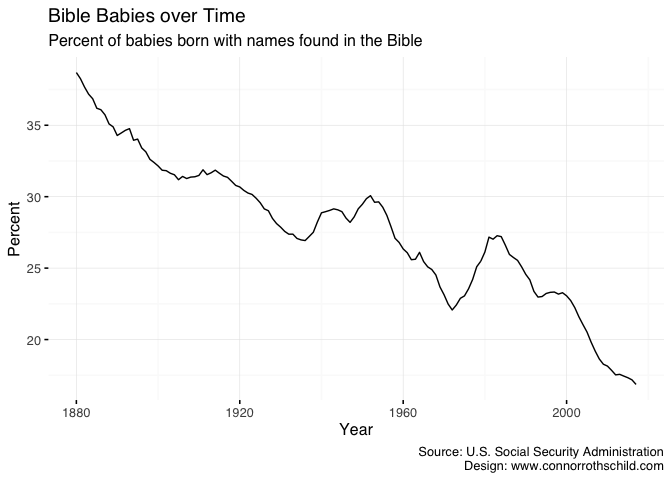 Bible Babies over Time
Percent of babies born with names found in the Bible
35
30
25
20
Percent
1880 1920 1960 2000
Year
Source: U.S. Social Security Administration
Design: www.connorrothschild.com